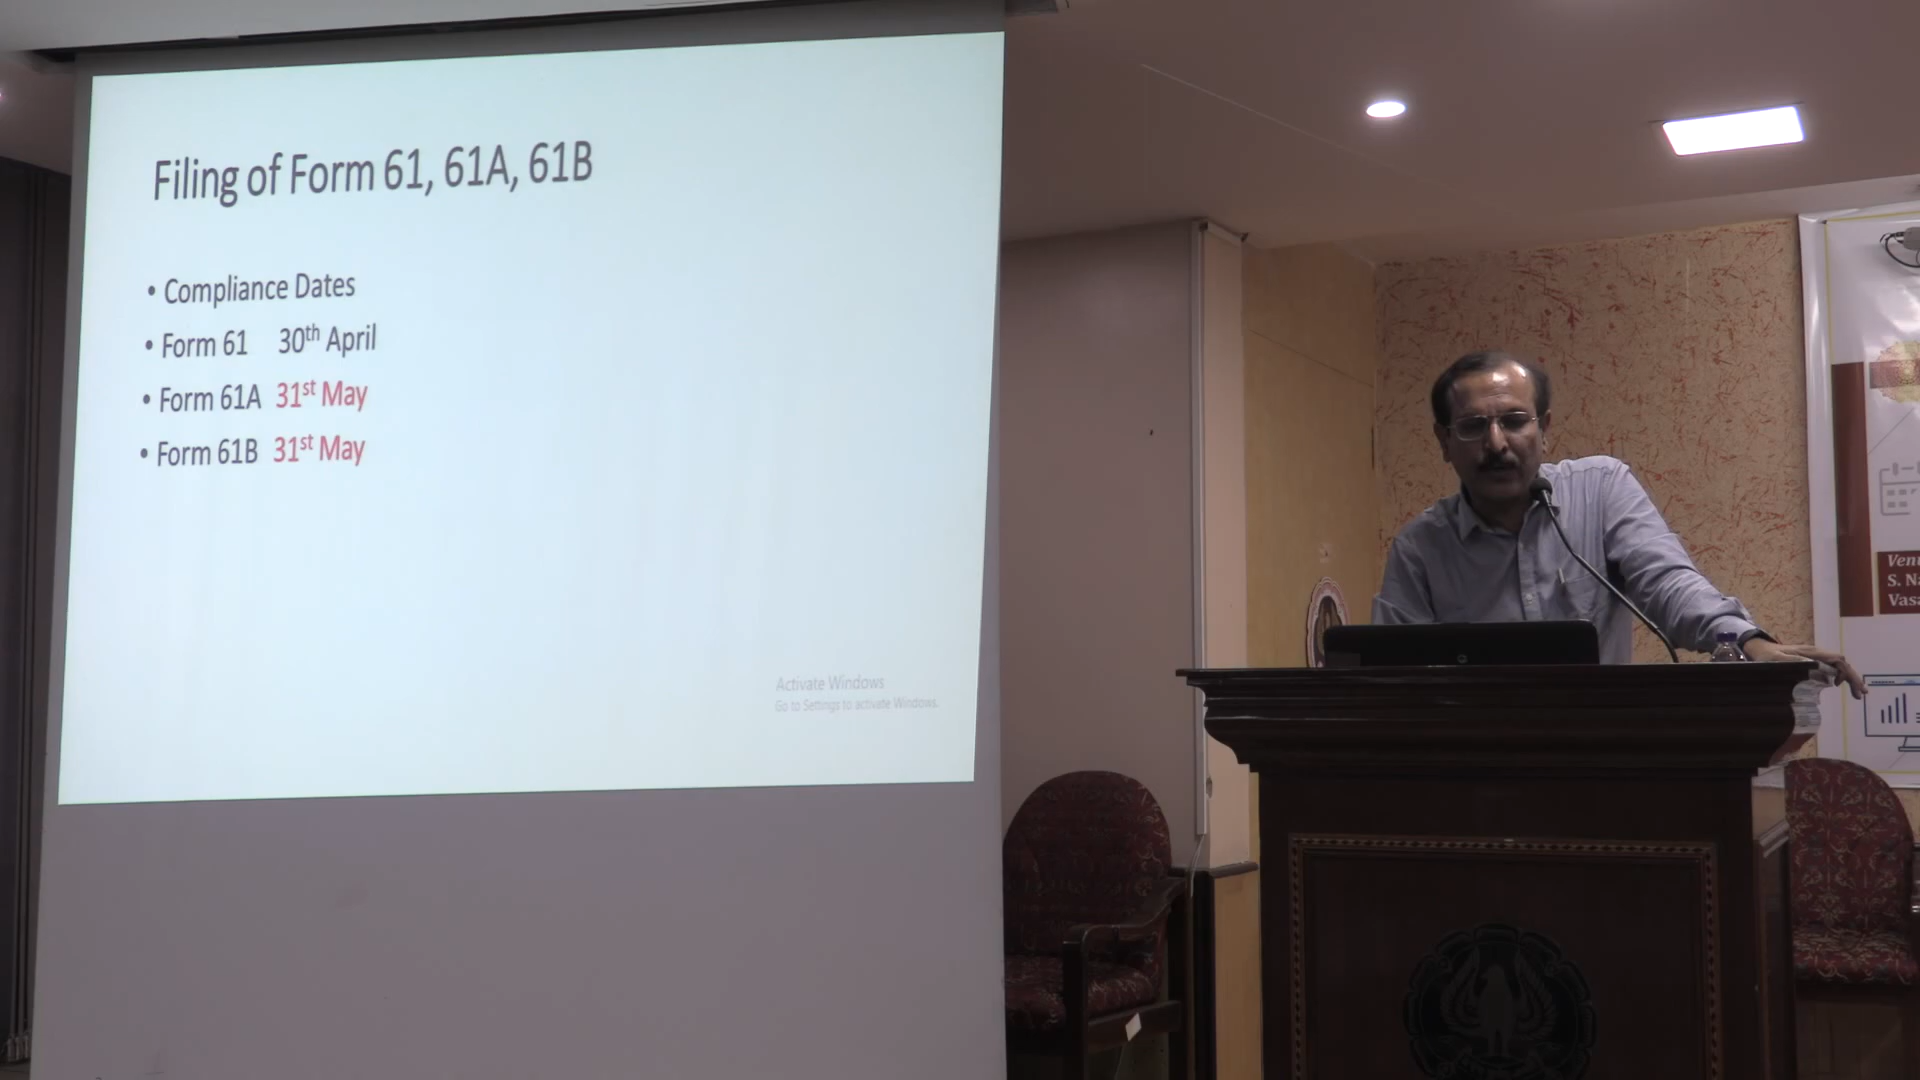 Filing of Form 61, 61A, 61B
• Compliance Dates
• Form 61 30th April
• Form 61A 31st May
• Form 61B 31st May
Activate Windows
Go to Settings to activate Windows.
S.